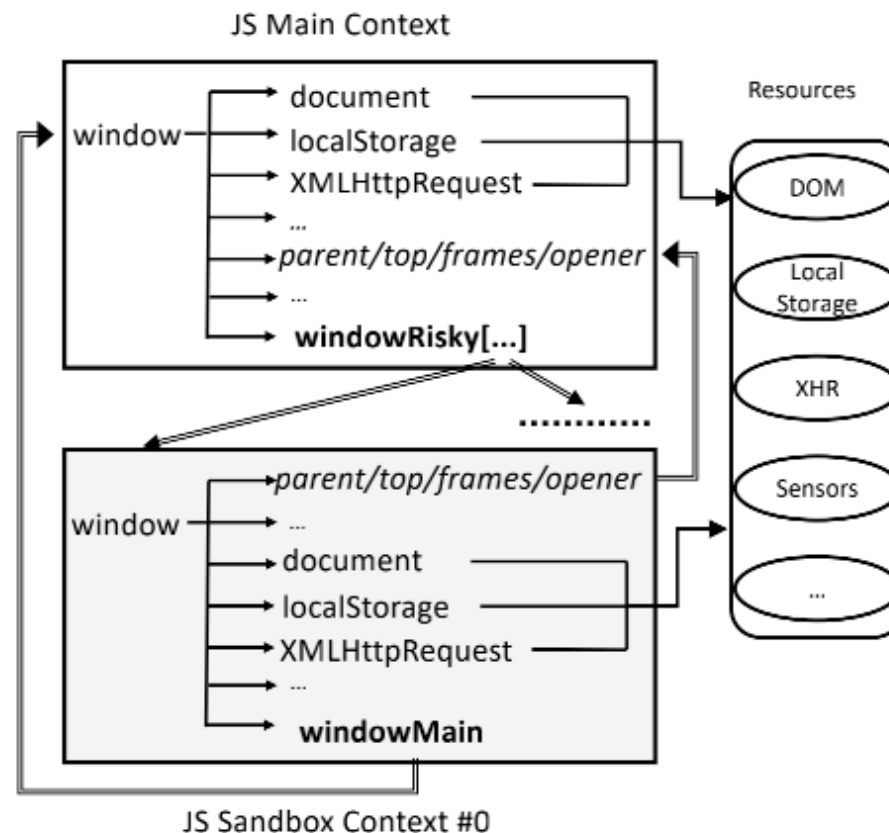 JS Main Context
window
document
localStorage
XMLHttpRequest
...
parent/top/frames/opener
...
windowRisky[...]
Resources
DOM
Local
Storage
XHR
Sensors
...
window
parent/top/frames/opener
...
document
localStorage
XMLHttpRequest
...
windowMain
JS Sandbox Context #0